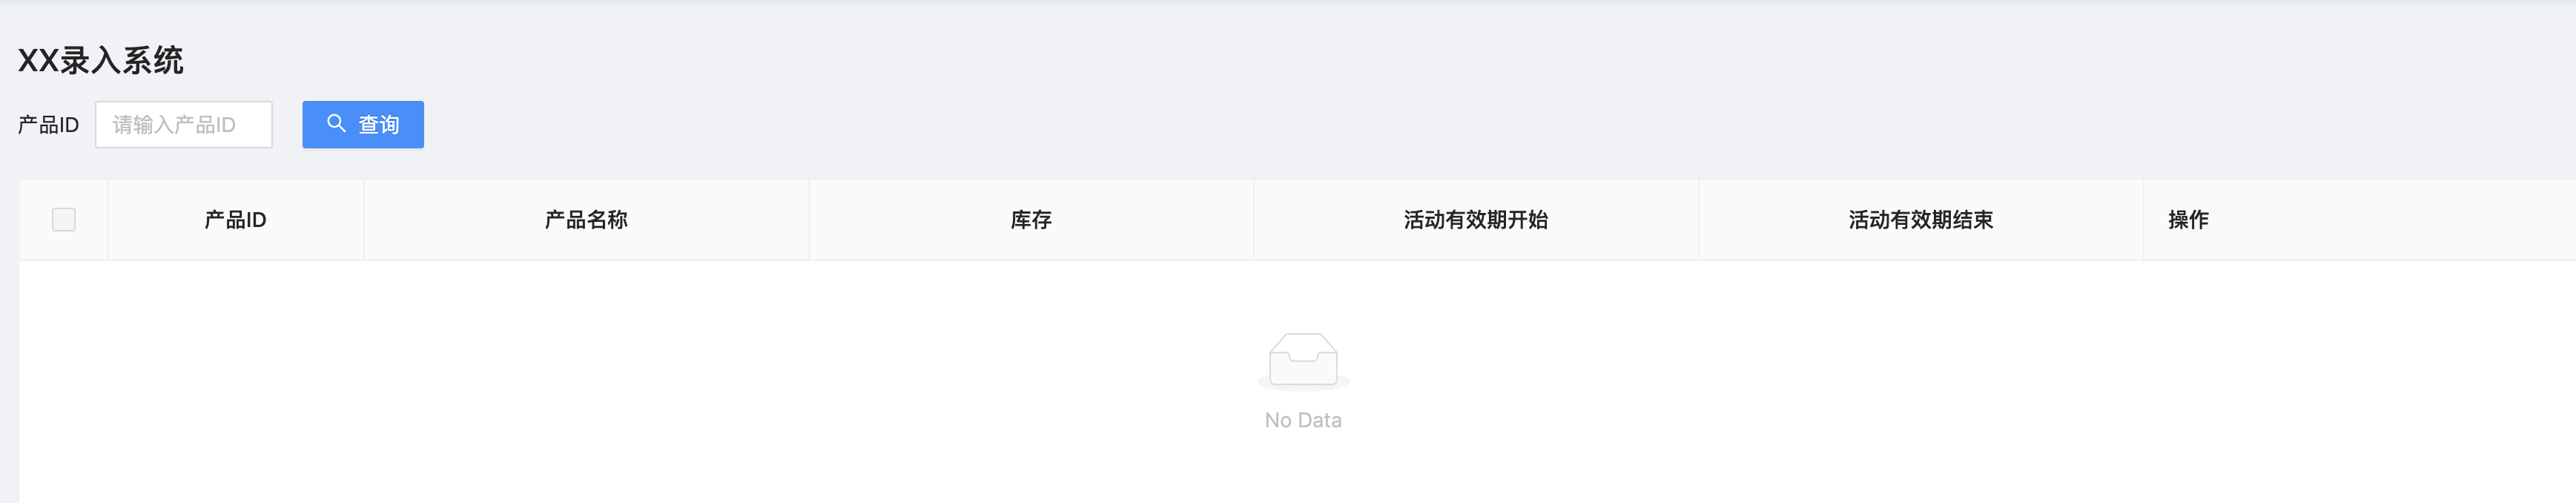 XX录入系统
产品ID 请输入产品ID 查询
产品ID 产品名称 库存 活动有效期开始 活动有效期结束 操作
No Data